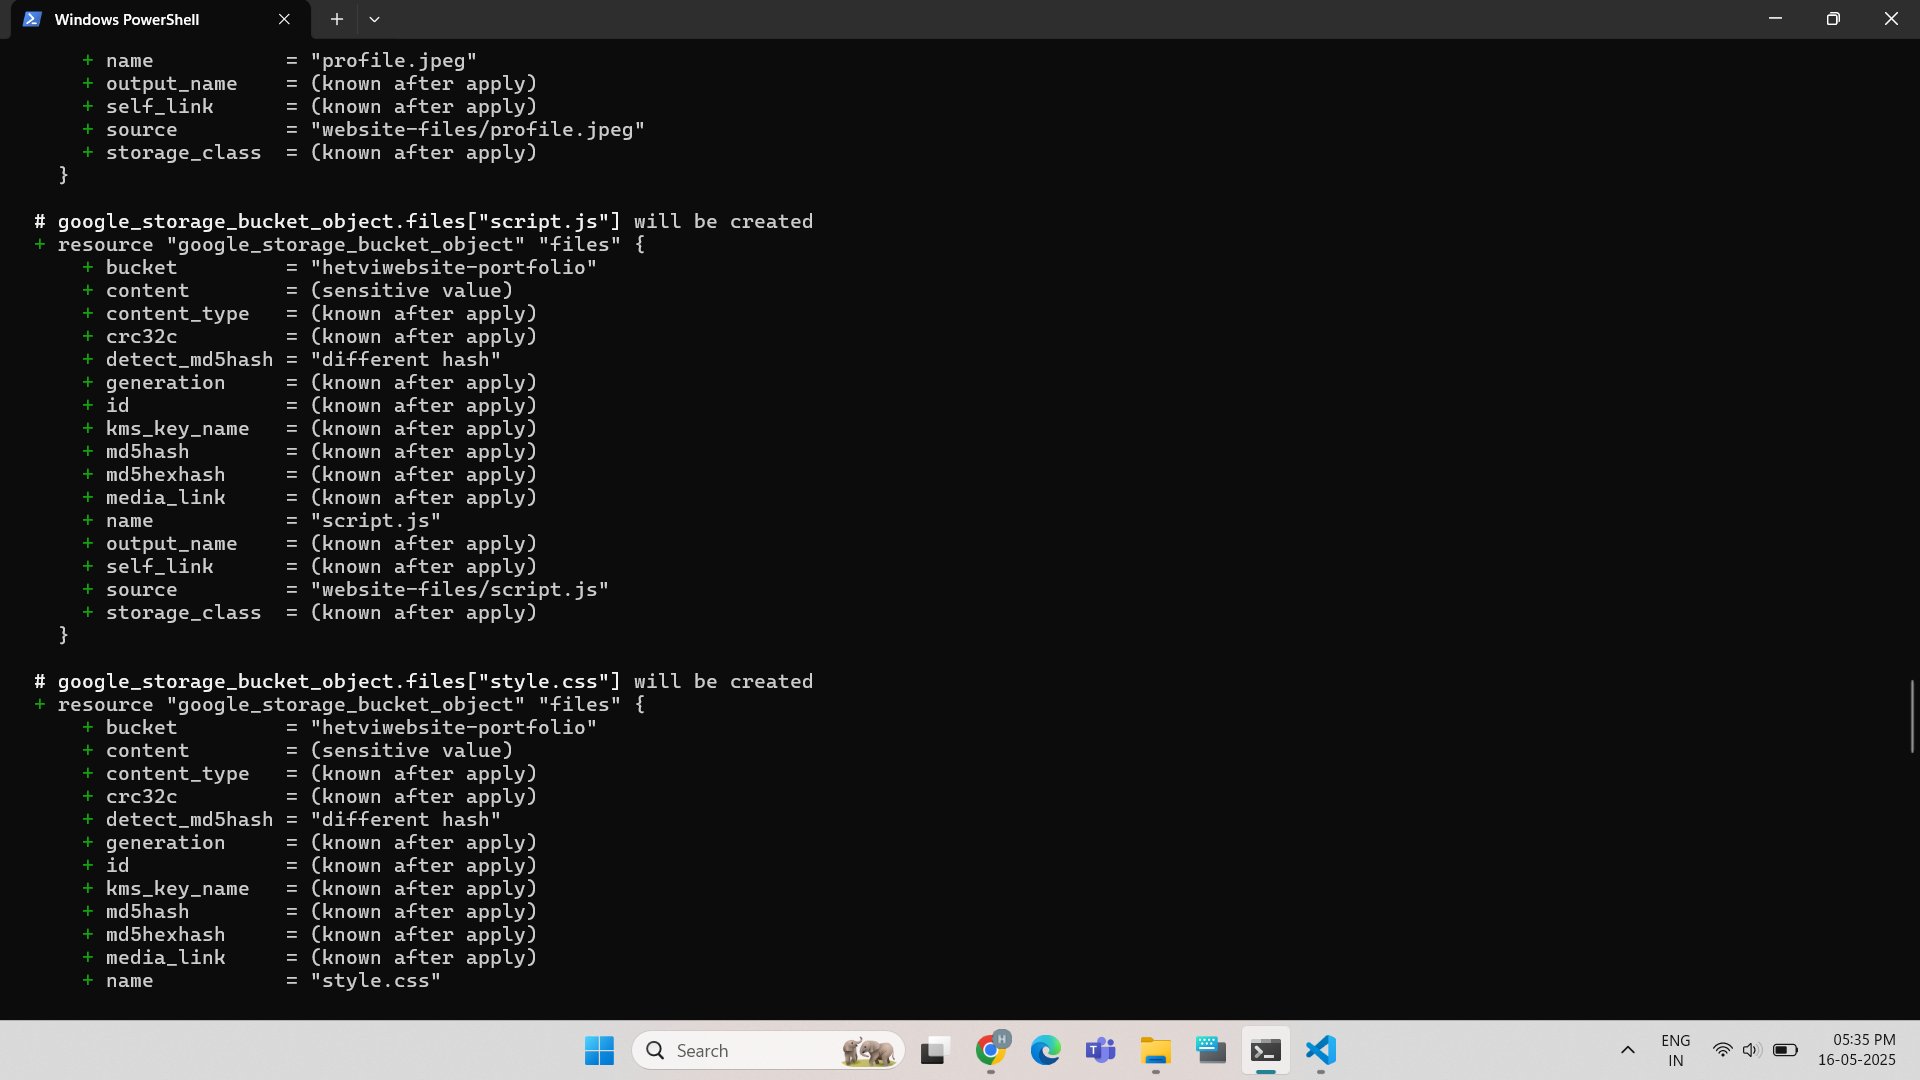 Windows PowerShell
      + name           = "profile.jpeg"
      + output_name    = (known after apply)
      + self_link      = (known after apply)
      + source         = "website-files/profile.jpeg"
      + storage_class  = (known after apply)
    }
  # google_storage_bucket_object.files["script.js"] will be created
  + resource "google_storage_bucket_object" "files" {
      + bucket         = "hetviwebsite-portfolio"
      + content        = (sensitive value)
      + content_type   = (known after apply)
      + crc32c         = (known after apply)
      + detect_md5hash = "different hash"
      + generation     = (known after apply)
      + id             = (known after apply)
      + kms_key_name   = (known after apply)
      + md5hash        = (known after apply)
      + md5hexhash     = (known after apply)
      + media_link     = (known after apply)
      + name           = "script.js"
      + output_name    = (known after apply)
      + self_link      = (known after apply)
      + source         = "website-files/script.js"
      + storage_class  = (known after apply)
    }
  # google_storage_bucket_object.files["style.css"] will be created
  + resource "google_storage_bucket_object" "files" {
      + bucket         = "hetviwebsite-portfolio"
      + content        = (sensitive value)
      + content_type   = (known after apply)
      + crc32c         = (known after apply)
      + detect_md5hash = "different hash"
      + generation     = (known after apply)
      + id             = (known after apply)
      + kms_key_name   = (known after apply)
      + md5hash        = (known after apply)
      + md5hexhash     = (known after apply)
      + media_link     = (known after apply)
      + name           = "style.css"
Search
H
T
ENG
IN
05:35 PM
16-05-2025